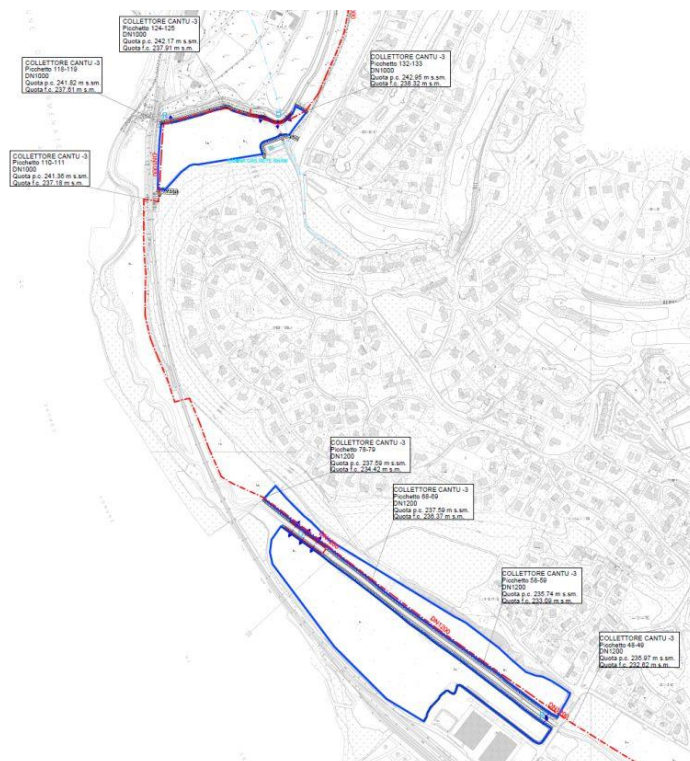 COLLETTORE CANTU -3
Picchetto 124-125
DN1000
Quota p.c. 242.17 m s.sm.
Quota f.c. 237.91 m s.m.
COLLETTORE CANTU -3
Picchetto 118-119
DN1000
Quota p.c. 241.82 m s.sm.
Quota f.c. 237.61 m s.m.
COLLETTORE CANTU -3
Picchetto 132-133
DN1000
Quota p.c. 242.95 m s.sm.
Quota f.c. 238.32 m s.m.
COLLETTORE CANTU -3
Picchetto 110-111
DN1000
Quota p.c. 241.36 m s.sm.
Quota f.c. 237.18 m s.m.
COLLETTORE CANTU -3
Picchetto 78-79
DN1200
Quota p.c. 237.59 m s.sm.
Quota f.c. 234.42 m s.m.
COLLETTORE CANTU -3
Picchetto 68-69
DN1200
Quota p.c. 237.59 m s.sm.
Quota f.c. 236.37 m s.m.
COLLETTORE CANTU -3
Picchetto 58-59
DN1200
Quota p.c. 235.74 m s.sm.
Quota f.c. 233.09 m s.m.
DN1200
COLLETTORE CANTU -3
Picchetto 48-49
DN1200
Quota p.c. 235.97 m s.sm.
Quota f.c. 232.62 m s.m.